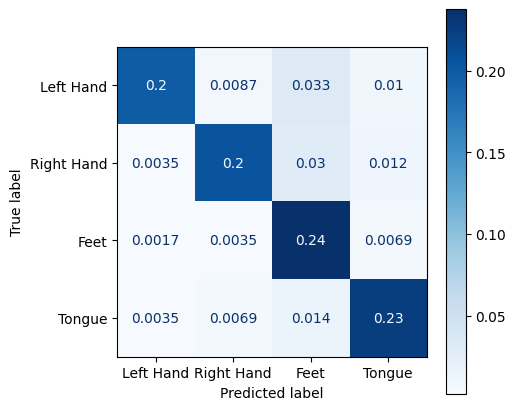 Left Hand 0.2 0.0087 0.033 0.01
Right Hand 0.0035 0.2 0.03 0.012
Feet 0.0017 0.0035 0.24 0.0069
Tongue 0.0035 0.0069 0.014 0.23
Left Hand Right Hand Feet Tongue
Predicted label
True label
0.20
0.15
0.10
0.05